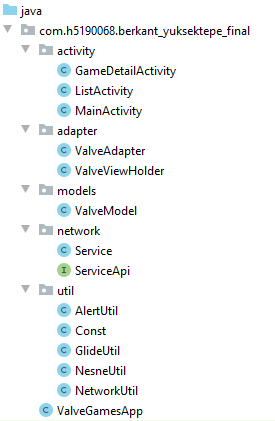 java
com.h5190068.berkant_yuksektepe_final
activity
GameDetailActivity
ListActivity
MainActivity
adapter
ValveAdapter
ValveViewHolder
models
ValveModel
network
Service
ServiceApi
util
AlertUtil
Const
GlideUtil
NesneUtil
NetworkUtil
ValveGamesApp